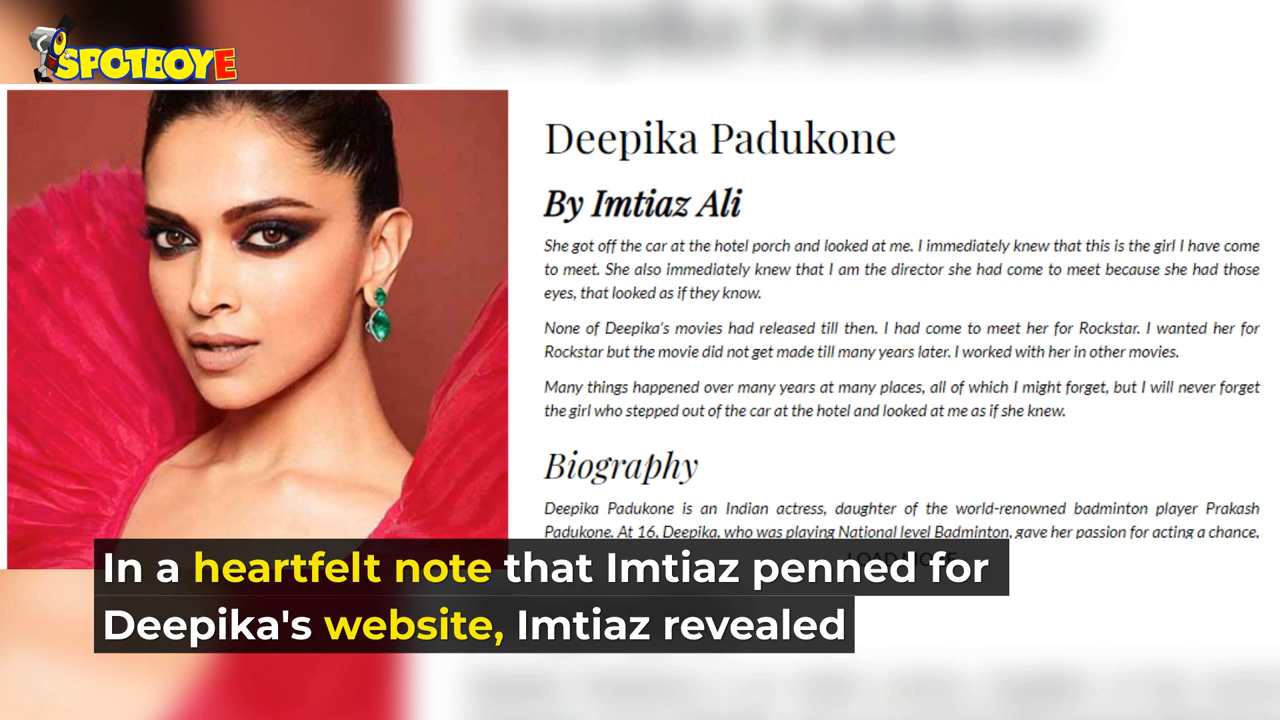 SPOTBOYE
Deepika Padukone
By Imtiaz Ali
She got off the car at the hotel porch and looked at me. I immediately knew that this is the girl I have come
to meet. She also immediately knew that I am the director she had come to meet because she had those
eyes, that looked as if they know.
None of Deepika's movies had released till then. I had come to meet her for Rockstar. I wanted her for
Rockstar but the movie did not get made till many years later. I worked with her in other movies.
Many things happened over many years at many places, all of which I might forget, but I will never forget
the girl who stepped out of the car at the hotel and looked at me as if she knew.
Biography
Deepika Padukone is an Indian actress, daughter of the world-renowned badminton player Prakash
Padukone. At 16, Deepika, who was playing National level Badminton, gave her passion for acting a chance,
In a heartfelt note that Imtiaz penned for
Deepika's website, Imtiaz revealed